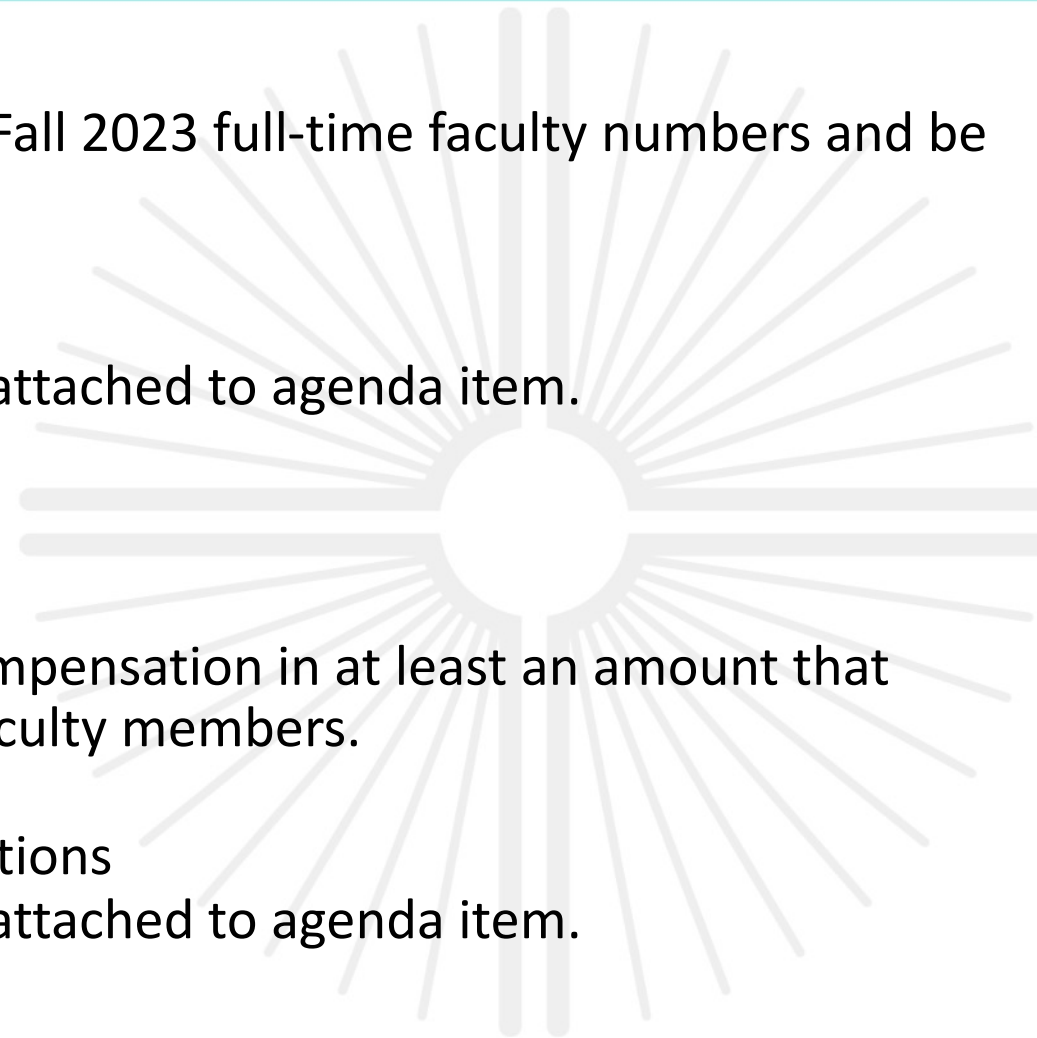 Fall 2023 full-time faculty numbers and be
attached to agenda item.
mpensation in at least an amount that
culty members.
tions
attached to agenda item.